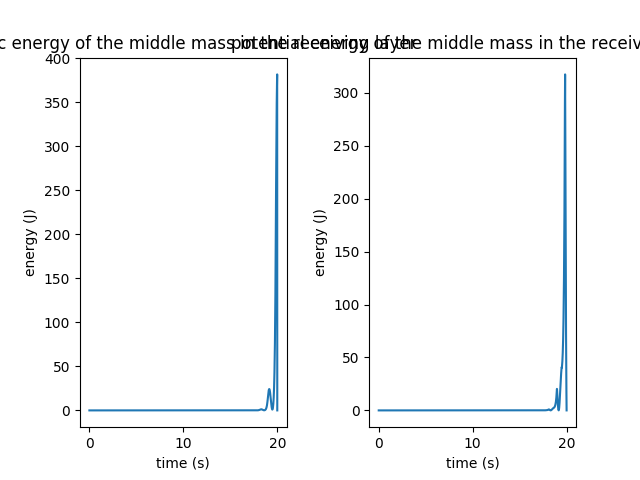 c energy of the middle mass in the receiving layer
potential energy of the middle mass in the receiv
400
350
300
250
200
150
100
50
0
energy (J)
0 10 20
time (s)
300
250
200
150
100
50
0
energy (J)
0 10 20
time (s)